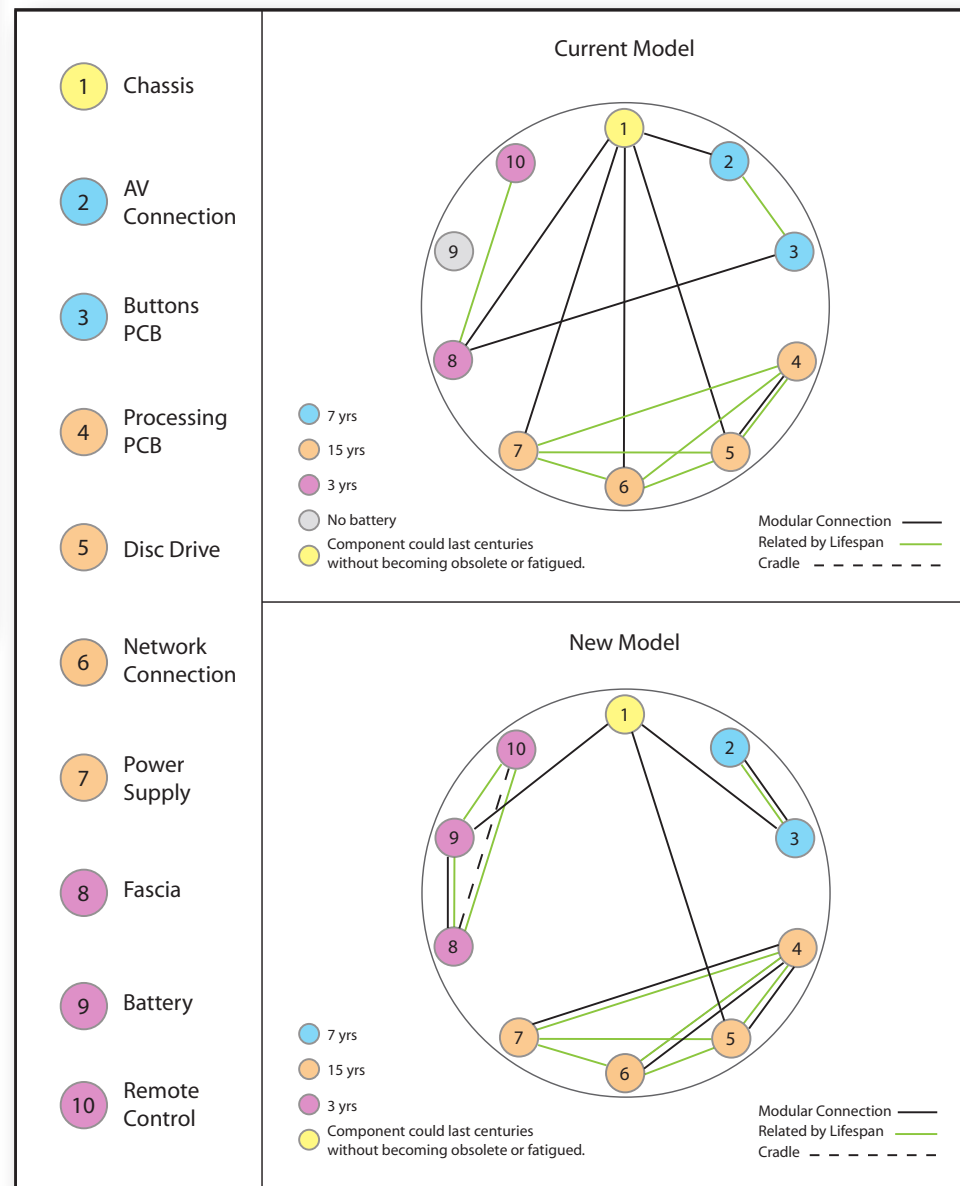 1
Chassis
2
AV
Connection
3
Buttons
PCB
4
Processing
PCB
5
Disc Drive
6
Network
Connection
7
Power
Supply
8
Fascia
9
Battery
10
Remote
Control
Current Model
1
2
3
4
5
6
7
8
9
10
7 yrs
15 yrs
3 yrs
No battery
Component could last centuries
without becoming obsolete or fatigued.
Modular Connection
Related by Lifespan
Cradle
New Model
1
2
3
4
5
6
7
8
9
10
7 yrs
15 yrs
3 yrs
Component could last centuries
without becoming obsolete or fatigued.
Modular Connection
Related by Lifespan
Cradle